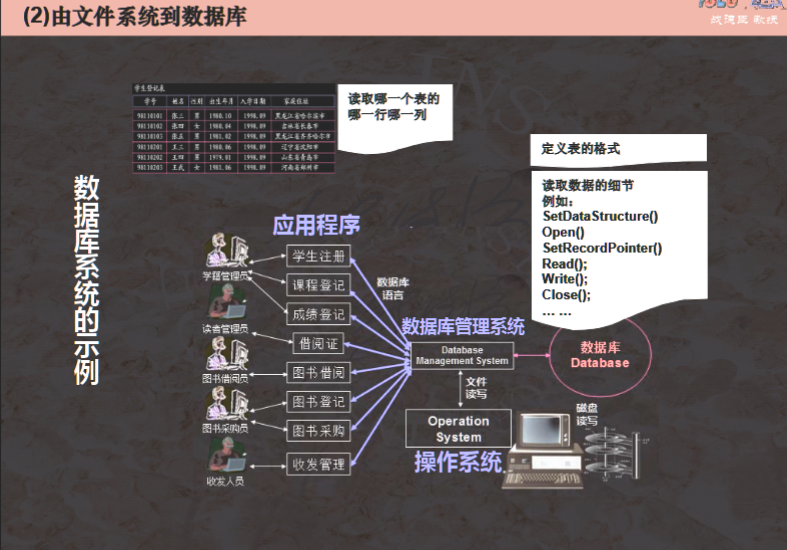 (2)由文件系统到数据库
战德臣 教授
学生登记表
学号 姓名 性别 出生年月 入学日期 家庭住址
98110101 张三 男 1980.10 1998.09 黑龙江省哈尔滨市
98110102 张四 女 1980.04 1998.09 吉林省长春市
98110103 张五 男 1981.02 1998.09 黑龙江省齐齐哈尔市
98110201 王三 男 1980.06 1998.09 辽宁省沈阳市
98110202 王四 男 1979.01 1998.09 山东省青岛市
98110203 王武 女 1981.06 1998.09 河南省郑州市
读取哪一个表的
哪一行哪一列
定义表的格式
读取数据的细节
例如：
SetDataStructure()
Open()
SetRecordPointer()
Read();
Write();
Close();
... ...
数据库系统的示例
应用程序
学籍管理员
读者管理员
图书借阅员
图书采购员
收发人员
学生注册
课程登记
成绩登记
借阅证
图书借阅
图书登记
图书采购
收发管理
数据库
语言
数据库管理系统
Database
Management System
数据库
Database
文件
读写
Operation
System
操作系统
磁盘
读写